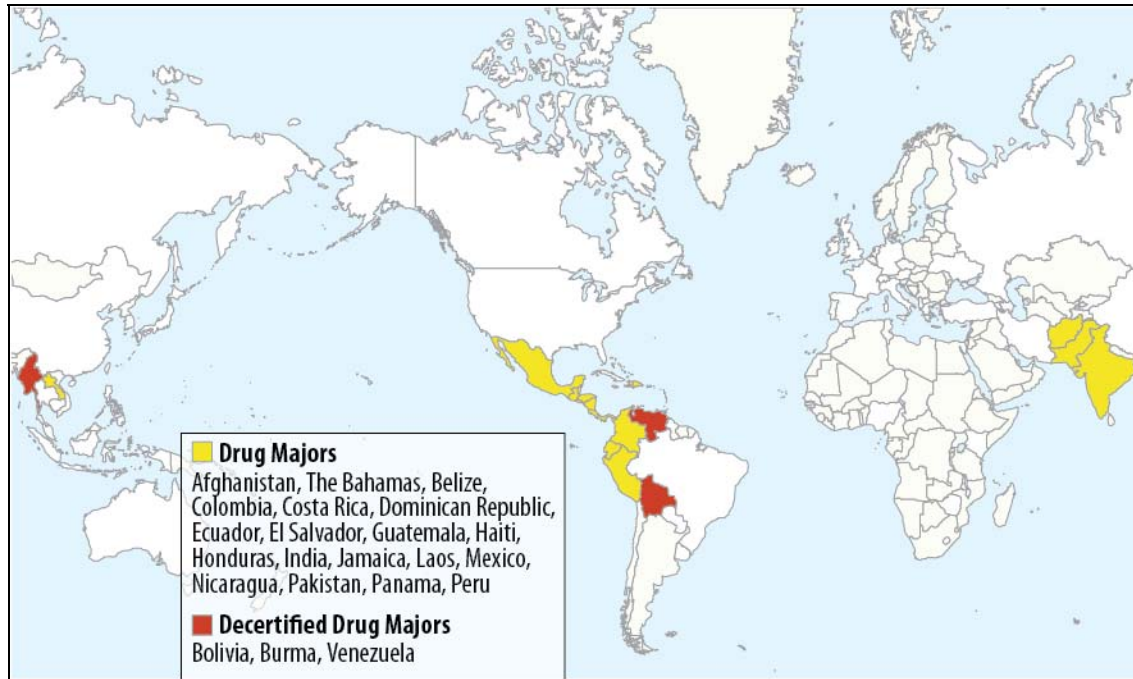 Drug Majors
Afghanistan, The Bahamas, Belize,
Colombia, Costa Rica, Dominican Republic,
Ecuador, El Salvador, Guatemala, Haiti,
Honduras, India, Jamaica, Laos, Mexico,
Nicaragua, Pakistan, Panama, Peru
Decertified Drug Majors
Bolivia, Burma, Venezuela